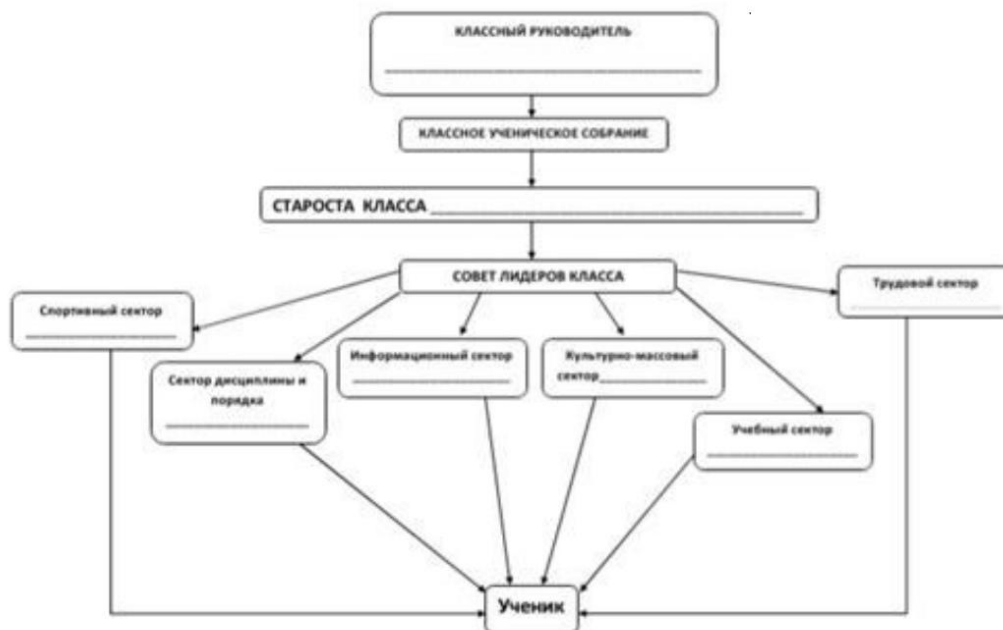 КЛАССНЫЙ РУКОВОДИТЕЛЬ
КЛАССНОЕ УЧЕНИЧЕСКОЕ СОБРАНИЕ
СТАРОСТА КЛАССА
СОВЕТ ЛИДЕРОВ КЛАССА
Спортивный сектор
Сектор дисциплины и
порядка
Информационный сектор
Культурно-массовый
сектор
Учебный сектор
Трудовой сектор
Ученик